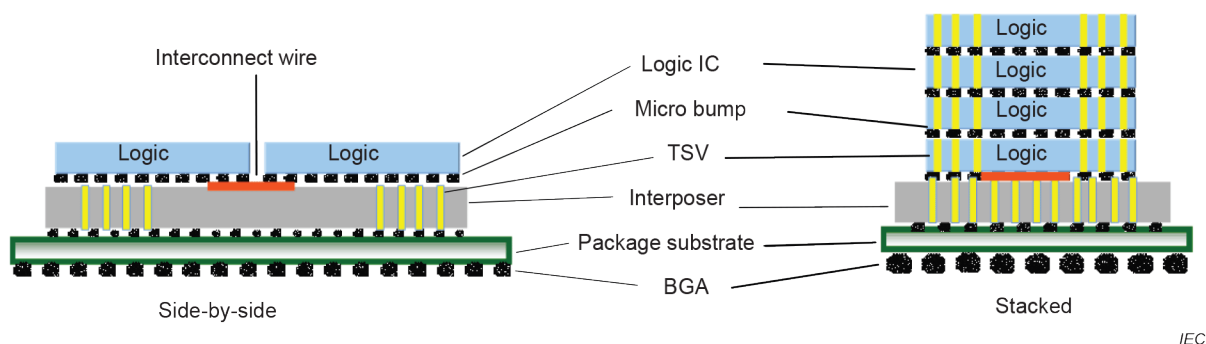 Interconnect wire
Logic
Logic
Side-by-side
Logic IC
Micro bump
TSV
Interposer
Package substrate
BGA
Logic
Logic
Logic
Logic
Stacked
IEC